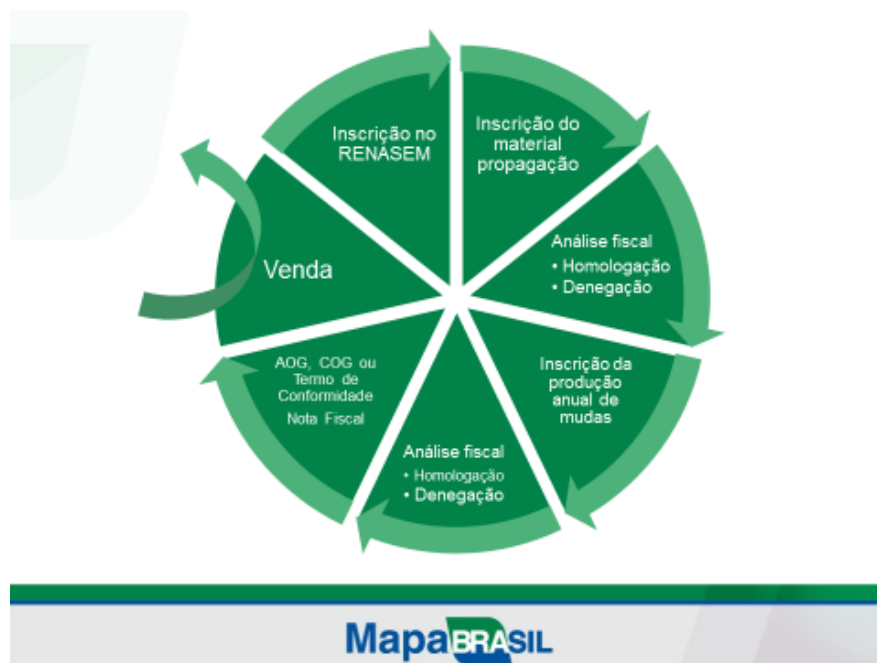 Inscrição no
RENASEM
Inscrição do
material
propagação
Análise fiscal
• Homologação
• Denegação
Inscrição da
produção
anual de
mudas
Análise fiscal
• Homologação
• Denegação
AOG, COG ou
Termo de
Conformidade
Nota Fiscal
Venda
MapaBRASIL